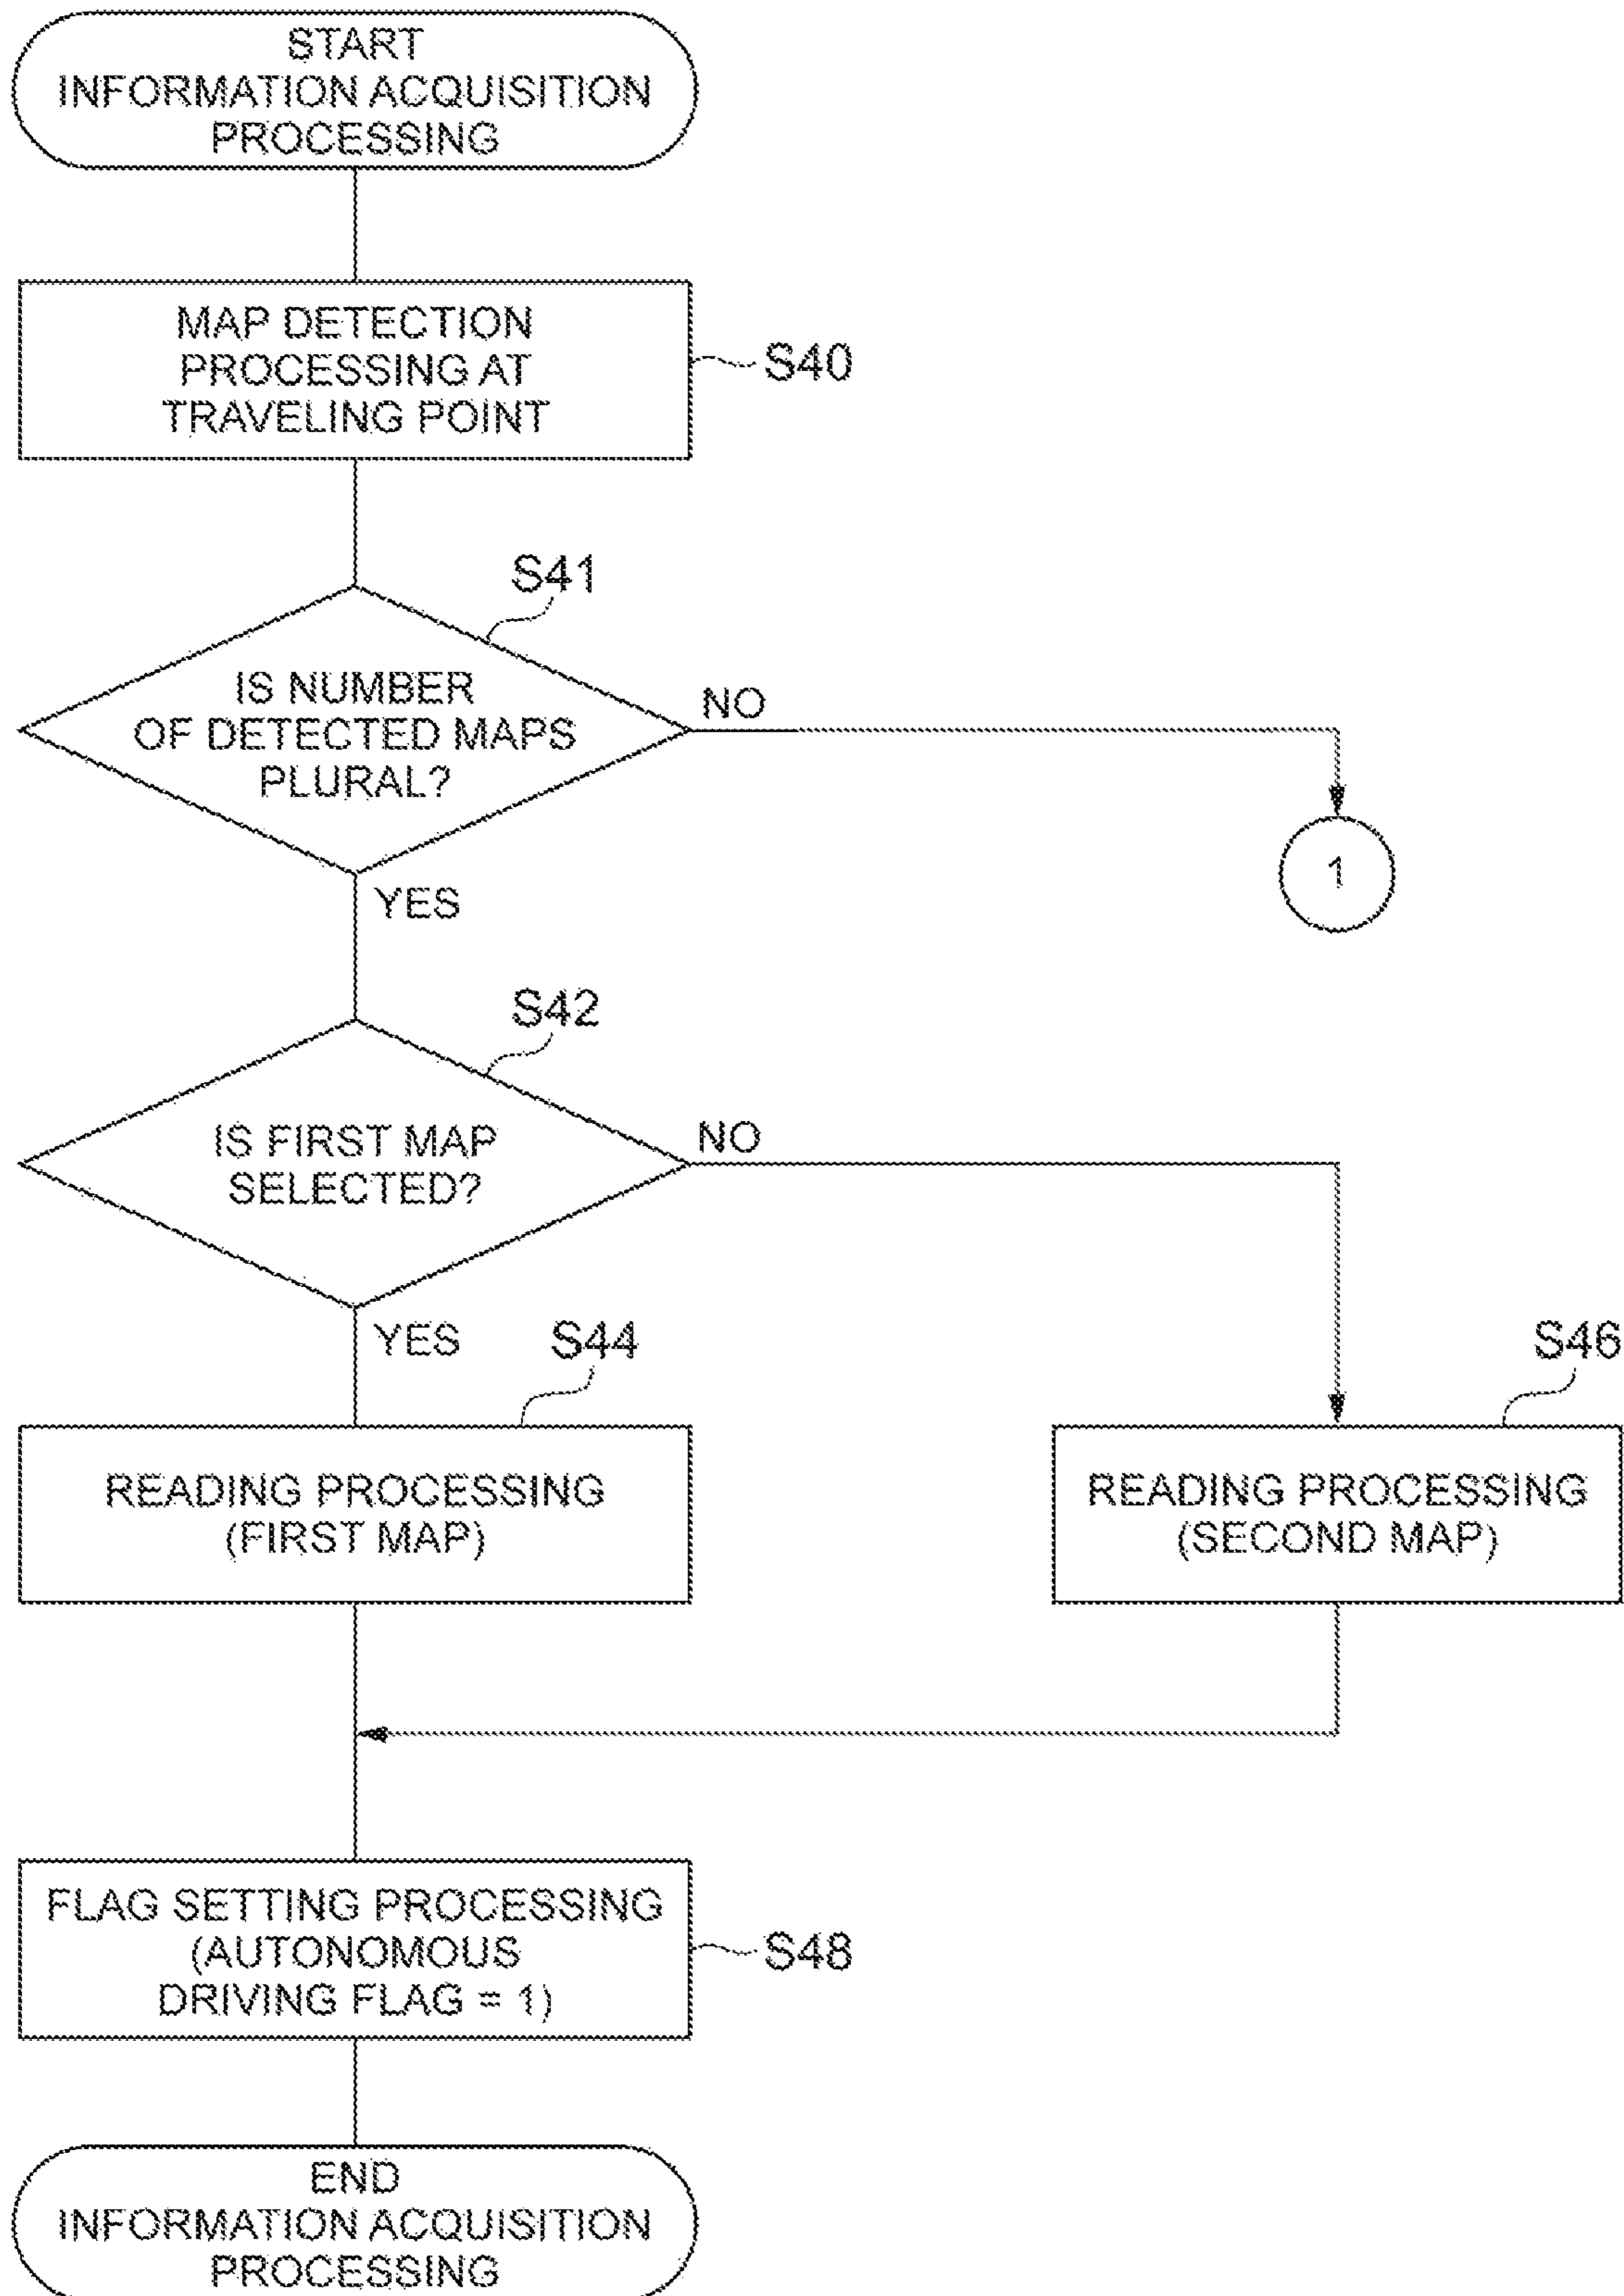 START
INFORMATION ACQUISITION
PROCESSING
MAP DETECTION
PROCESSING AT
TRAVELING POINT
S40
S41
IS NUMBER
OF DETECTED MAPS
PLURAL?
NO
1
YES
S42
IS FIRST MAP
SELECTED?
NO
YES
S44
READING PROCESSING
(FIRST MAP)
S46
READING PROCESSING
(SECOND MAP)
FLAG SETTING PROCESSING
(AUTONOMOUS
DRIVING FLAG = 1)
S48
END
INFORMATION ACQUISITION
PROCESSING